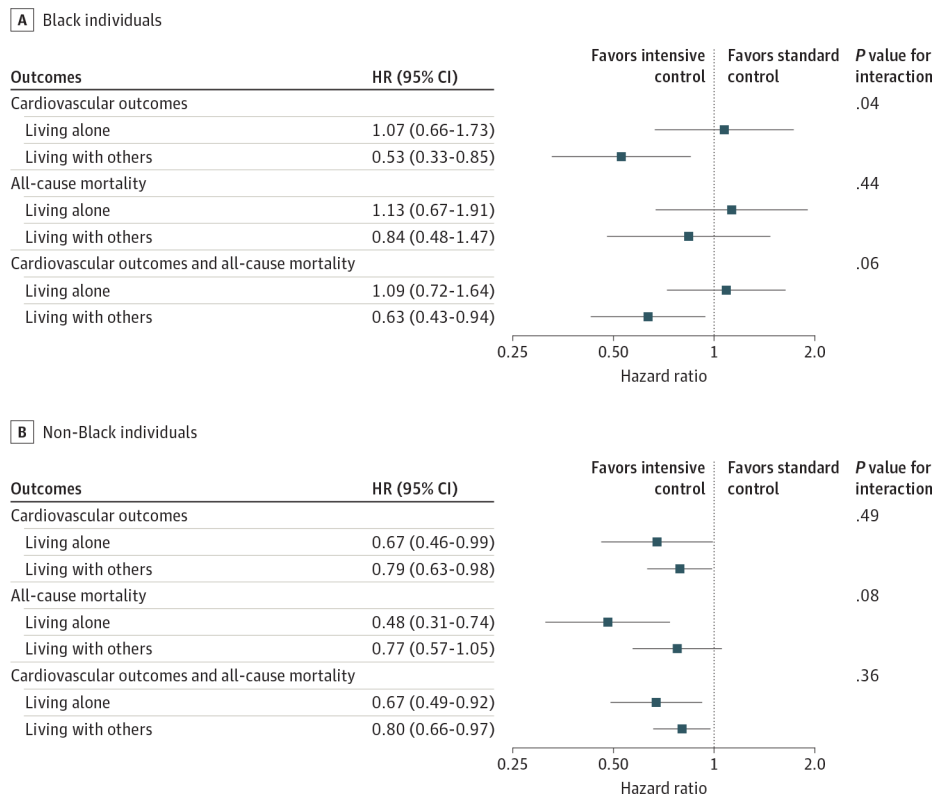 A Black individuals
Favors intensive control Favors standard control P value for interaction
Outcomes HR (95% CI)
Cardiovascular outcomes .04
Living alone 1.07 (0.66-1.73)
Living with others 0.53 (0.33-0.85)
All-cause mortality .44
Living alone 1.13 (0.67-1.91)
Living with others 0.84 (0.48-1.47)
Cardiovascular outcomes and all-cause mortality .06
Living alone 1.09 (0.72-1.64)
Living with others 0.63 (0.43-0.94)
0.25 0.50 1 2.0
Hazard ratio
B Non-Black individuals
Favors intensive control Favors standard control P value for interaction
Outcomes HR (95% CI)
Cardiovascular outcomes .49
Living alone 0.67 (0.46-0.99)
Living with others 0.79 (0.63-0.98)
All-cause mortality .08
Living alone 0.48 (0.31-0.74)
Living with others 0.77 (0.57-1.05)
Cardiovascular outcomes and all-cause mortality .36
Living alone 0.67 (0.49-0.92)
Living with others 0.80 (0.66-0.97)
0.25 0.50 1 2.0
Hazard ratio